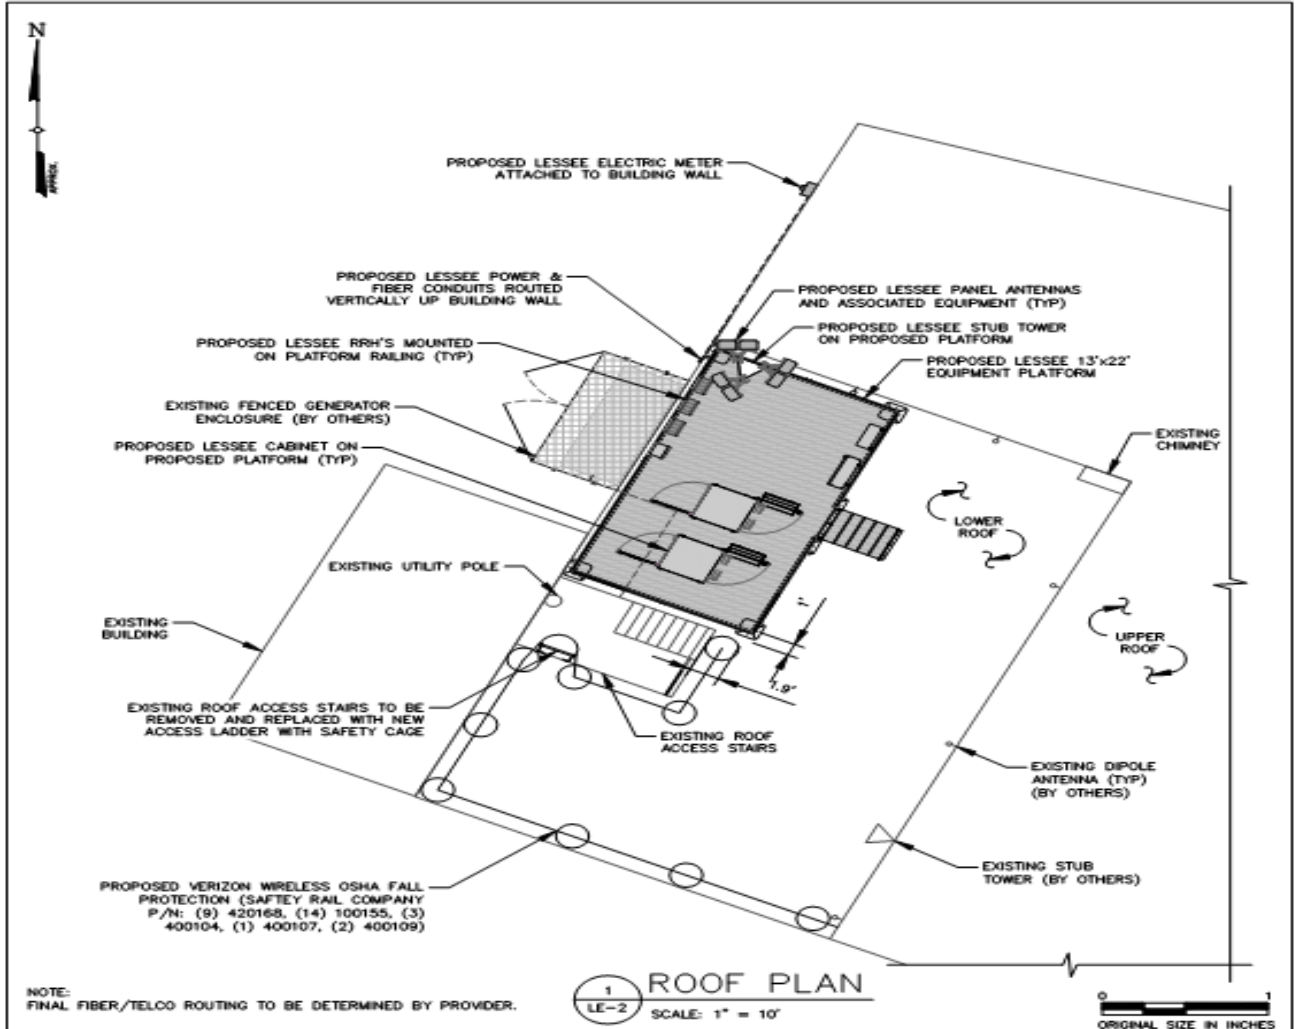 N
APPROX.
PROPOSED LESSEE ELECTRIC METER
ATTACHED TO BUILDING WALL
PROPOSED LESSEE POWER &
FIBER CONDUITS ROUTED
VERTICALLY UP BUILDING WALL
PROPOSED LESSEE PANEL ANTENNAS
AND ASSOCIATED EQUIPMENT (TYP)
PROPOSED LESSEE STUB TOWER
ON PROPOSED PLATFORM
PROPOSED LESSEE RRH'S MOUNTED
ON PLATFORM RAILING (TYP)
PROPOSED LESSEE 13'x22'
EQUIPMENT PLATFORM
EXISTING FENCED GENERATOR
ENCLOSURE (BY OTHERS)
EXISTING
CHIMNEY
PROPOSED LESSEE CABINET ON
PROPOSED PLATFORM (TYP)
LOWER
ROOF
EXISTING UTILITY POLE
1'
EXISTING
BUILDING
UPPER
ROOF
1.9'
EXISTING ROOF ACCESS STAIRS TO BE
REMOVED AND REPLACED WITH NEW
ACCESS LADDER WITH SAFETY CAGE
EXISTING ROOF
ACCESS STAIRS
EXISTING DIPOLE
ANTENNA (TYP)
(BY OTHERS)
EXISTING STUB
TOWER (BY OTHERS)
PROPOSED VERIZON WIRELESS OSHA FALL
PROTECTION (SAFTEY RAIL COMPANY
P/N: (9) 420168, (14) 100155, (3)
400104, (1) 400107, (2) 400109)
NOTE:
FINAL FIBER/TELCO ROUTING TO BE DETERMINED BY PROVIDER.
1
LE-2
ROOF PLAN
SCALE: 1" = 10'
0 1
ORIGINAL SIZE IN INCHES